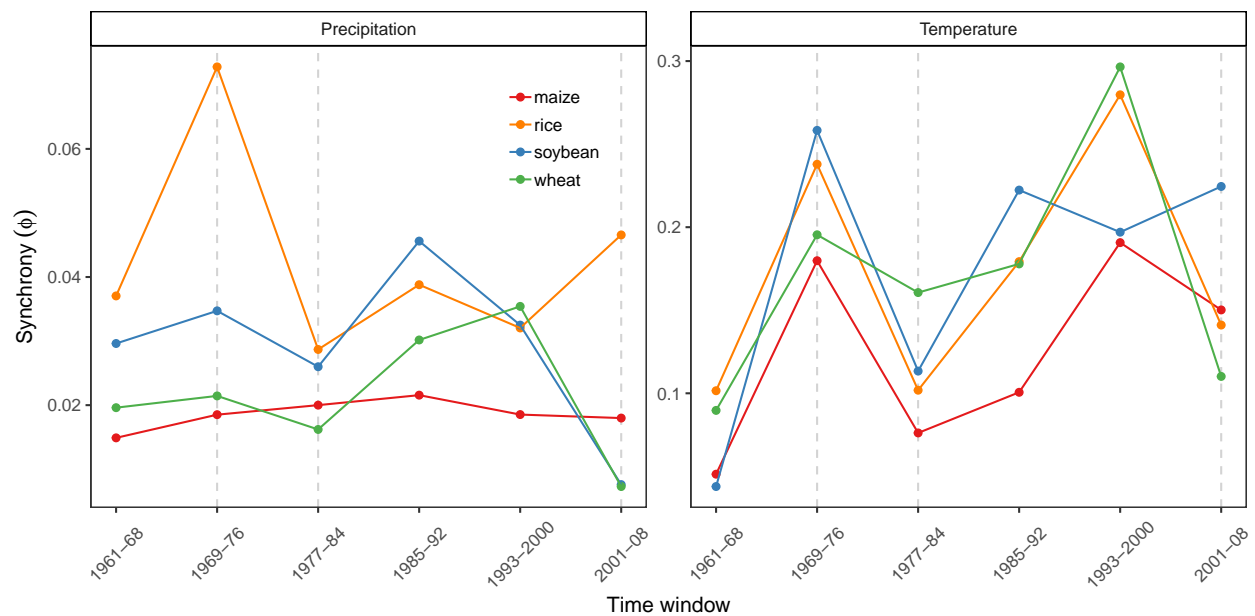 Precipitation
Temperature
Synchrony (ϕ)
0.06
0.04
0.02
maize
rice
soybean
wheat
0.3
0.2
0.1
1961–68
1969–76
1977–84
1985–92
1993–2000
2001–08
1961–68
1969–76
1977–84
1985–92
1993–2000
2001–08
Time window